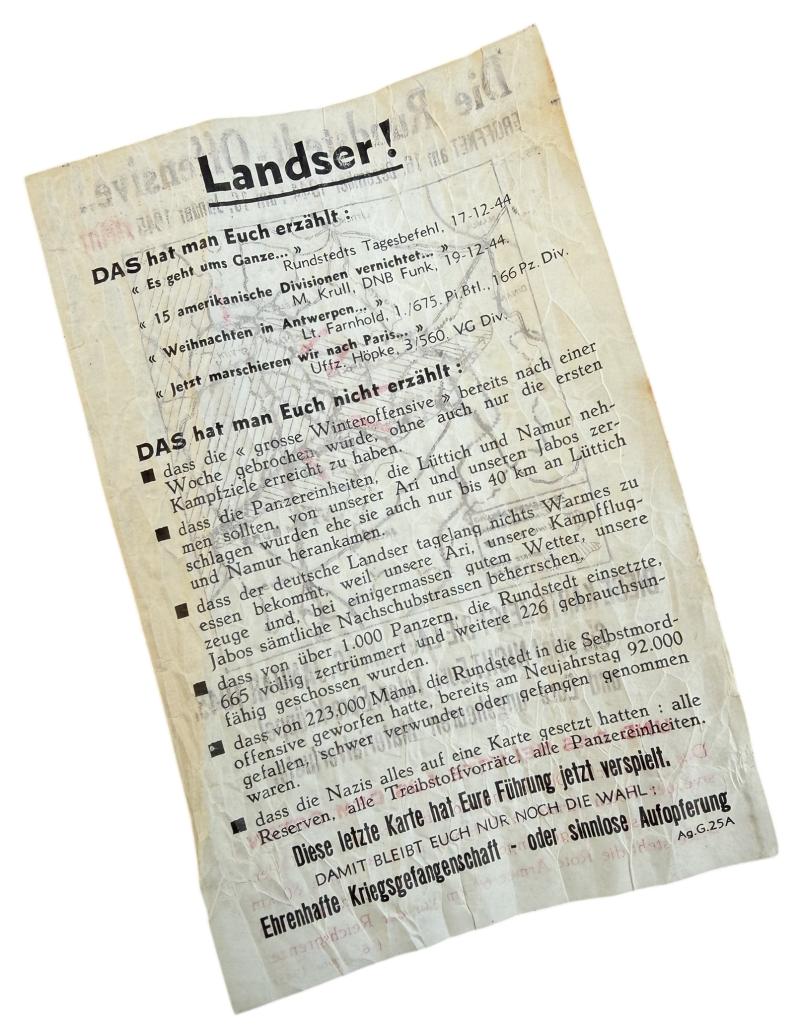 Landser!
DAS hat man Euch erzählt :
« Es geht ums Ganze... »
Rundstedts Tagesbefehl, 17-12-44
« 15 amerikanische Divisionen vernichtet... »
M. Krull, DNB Funk, 19-12-44.
« Weihnachten in Antwerpen... »
Lt. Farnhold, 1./675. Pi.Btl., 166 Pz. Div.
« Jetzt marschieren wir nach Paris... »
Uffz. Höpke, 3/560. VG Div.
DAS hat man Euch nicht erzählt :
■ dass die « grosse Winteroffensive » bereits nach einer
Woche gebrochen wurde, ohne auch nur die ersten
Kampfziele erreicht zu haben.
■ dass die Panzereinheiten, die Lüttich und Namur neh-
men sollten, von unserer Ari und unseren Jabos zer-
schlagen wurden ehe sie auch nur bis 40 km an Lüttich
und Namur herankamen.
■ dass der deutsche Landser tagelang nichts Warmes zu
essen bekommt, weil unsere Ari, unsere Kampfflug-
zeuge und, bei einigermassen gutem Wetter, unsere
Jabos sämtliche Nachschubstrassen beherrschen.
■ dass von über 1.000 Panzern, die Rundstedt einsetzte,
665 völlig zertrümmert und weitere 226 gebrauchsun-
fähig geschossen wurden.
■ dass von 223.000 Mann, die Rundstedt in die Selbstmord-
offensive geworfen hatte, bereits am Neujahrstag 92.000
gefallen, schwer verwundet oder gefangen genommen
waren.
■ dass die Nazis alles auf eine Karte gesetzt hatten : alle
Reserven, alle Treibstoffvorräte, alle Panzereinheiten.
Diese letzte Karte hat Eure Führung jetzt verspielt.
DAMIT BLEIBT EUCH NUR NOCH DIE WAHL :
Ehrenhafte Kriegsgefangenschaft - oder sinnlose Aufopferung
Ag.G.25A